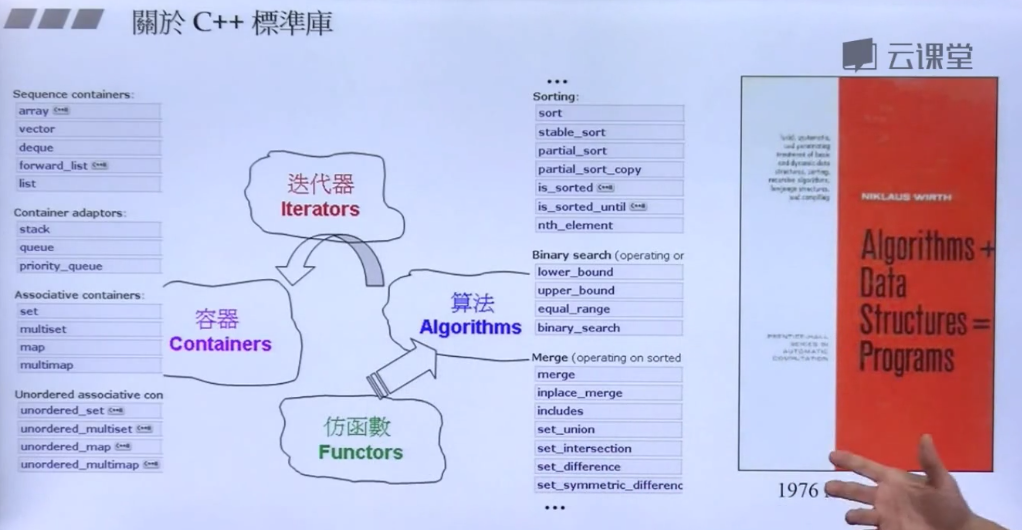 關於 C++ 標準庫
云课堂
Sequence containers:
array C++11
vector
deque
forward_list C++11
list
Container adaptors:
stack
queue
priority_queue
Associative containers:
set
multiset
map
multimap
Unordered associative con
unordered_set C++11
unordered_multiset C++11
unordered_map C++11
unordered_multimap C++11
迭代器
Iterators
容器
Containers
算法
Algorithms
仿函數
Functors
•••
Sorting:
sort
stable_sort
partial_sort
partial_sort_copy
is_sorted C++11
is_sorted_until C++11
nth_element
Binary search (operating or
lower_bound
upper_bound
equal_range
binary_search
Merge (operating on sorted
merge
inplace_merge
includes
set_union
set_intersection
set_difference
set_symmetric_differenc
•••
NIKLAUS WIRTH
Algorithms +
Data
Structures =
Programs
PRENTICE-HALL
SERIES IN
AUTOMATIC
COMPUTATION
1976